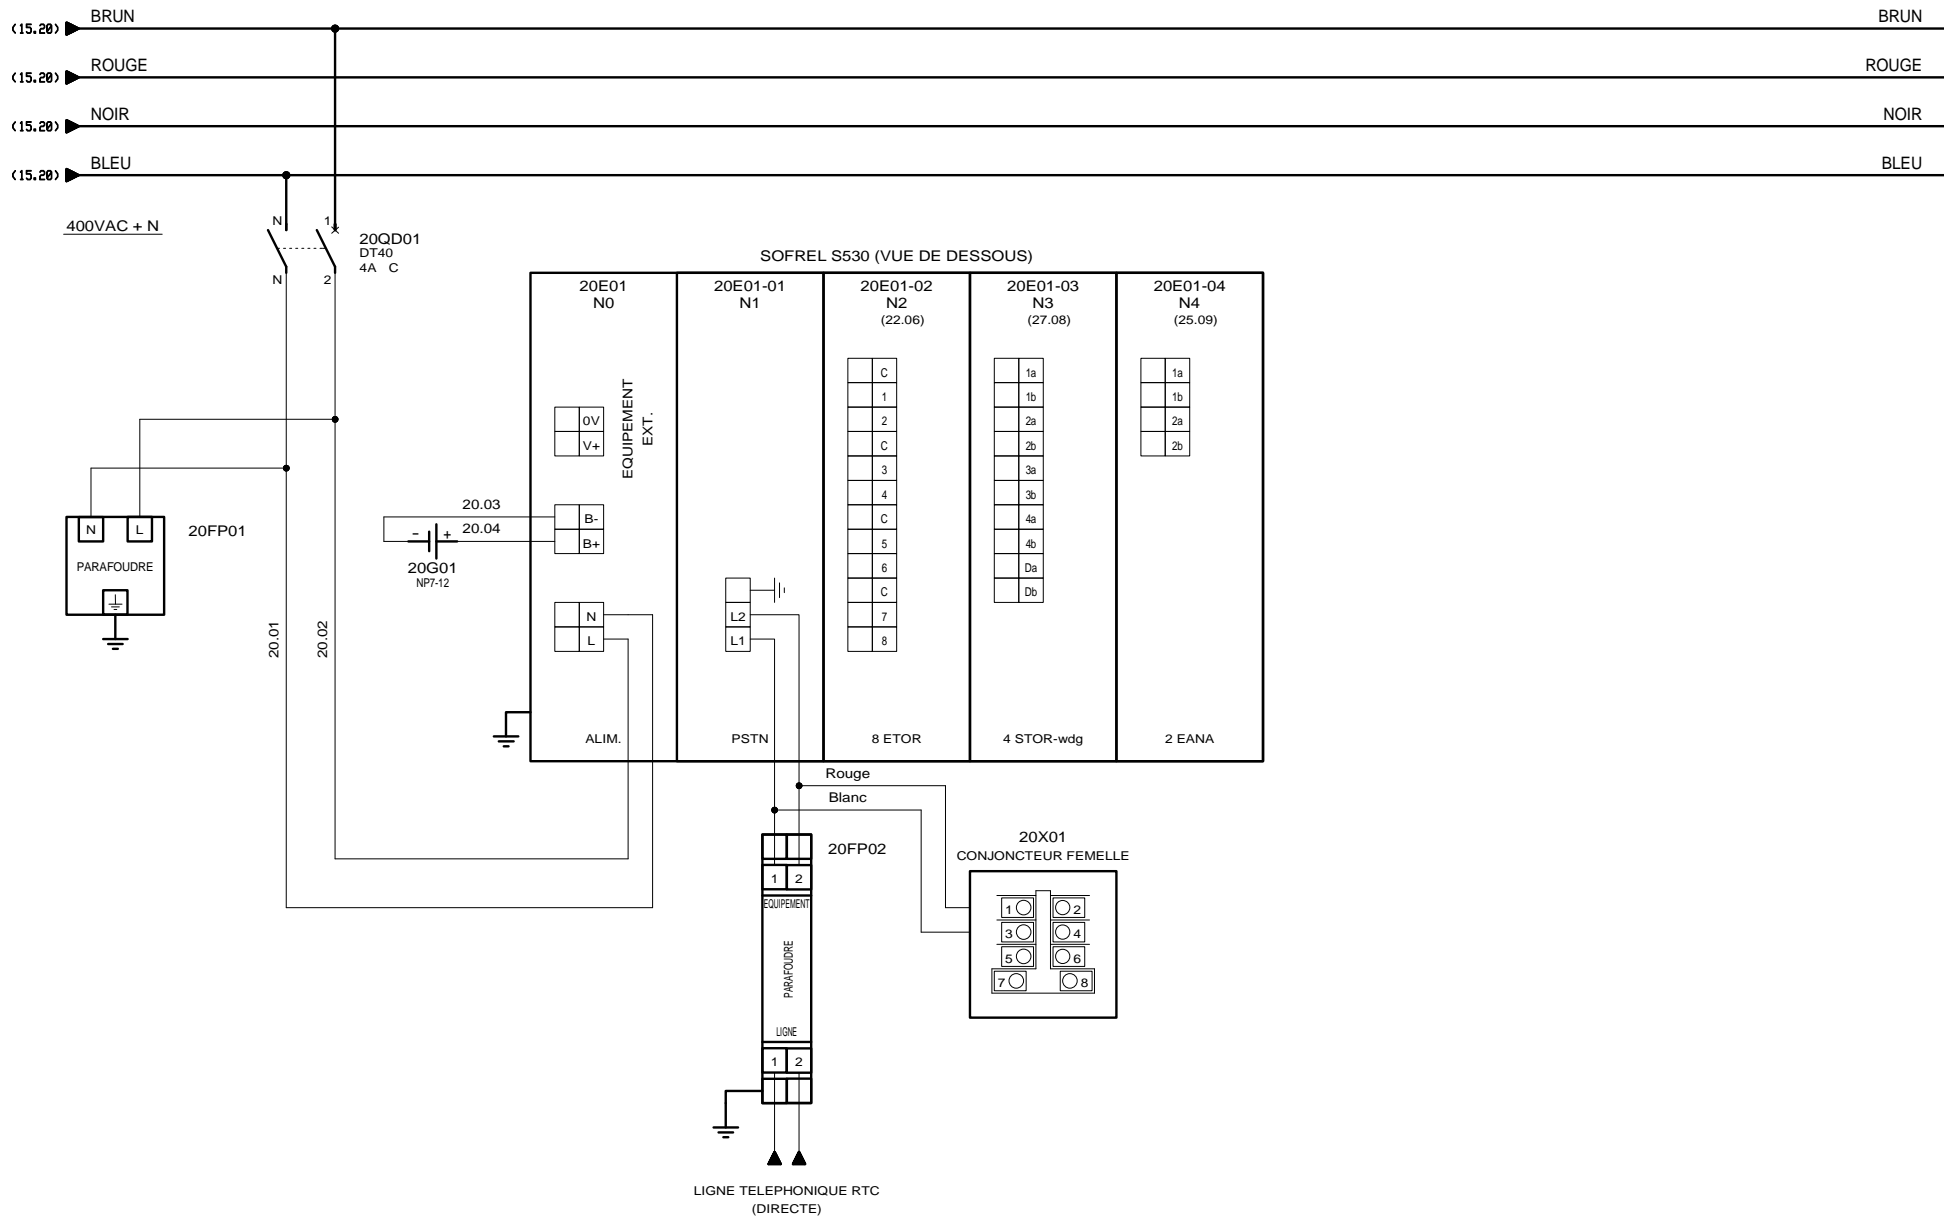 (15.20) BRUN BRUN
(15.20) ROUGE ROUGE
(15.20) NOIR NOIR
(15.20) BLEU BLEU
400VAC + N
N 1
20QD01
DT40
4A C
N 2
SOFREL S530 (VUE DE DESSOUS)
20E01
N0
20E01-01
N1
20E01-02
N2
(22.06)
20E01-03
N3
(27.08)
20E01-04
N4
(25.09)
EQUIPEMENT
EXT.
0V
V+
B-
B+
N
L
ALIM.
L2
L1
PSTN
C
1
2
C
3
4
C
5
6
C
7
8
8 ETOR
1a
1b
2a
2b
3a
3b
4a
4b
Da
Db
4 STOR-wdg
1a
1b
2a
2b
2 EANA
20.03
20.04
- +
20G01
NP7-12
N L
20FP01
PARAFOUDRE
20.01
20.02
Rouge
Blanc
20FP02
1 2
EQUIPEMENT
PARAFOUDRE
LIGNE
1 2
20X01
CONJONCTEUR FEMELLE
1 2
3 4
5 6
7 8
LIGNE TELEPHONIQUE RTC
(DIRECTE)